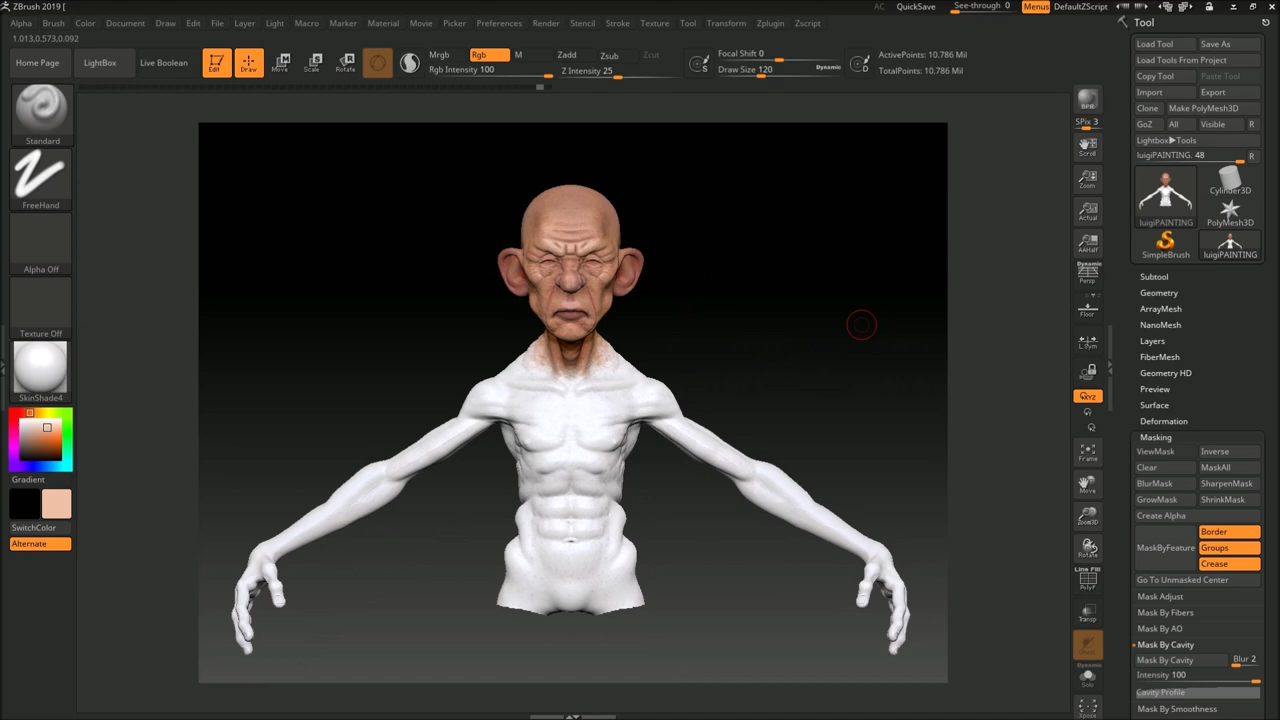 ZBrush 2019 [
AC QuickSave See-through 0 Menus DefaultZScript
Alpha Brush Color Document Draw Edit File Layer Light Macro Marker Material Movie Picker Preferences Render Stencil Stroke Texture Tool Transform Zplugin Zscript
1.013,0.573,0.092
Home Page LightBox Live Boolean Edit Draw Move Scale Rotate
Mrgb Rgb M Zadd Zsub Zcut
Rgb Intensity 100 Z Intensity 25
Focal Shift 0
Draw Size 120 Dynamic
S D
ActivePoints: 10.786 Mil
TotalPoints: 10.786 Mil
Standard
FreeHand
Alpha Off
Texture Off
SkinShade4
Gradient
SwitchColor
Alternate
BPR
SPix 3
Scroll
Zoom
Actual
AAHalf
Dynamic
Persp
Floor
L.Sym
XYZ
Frame
Move
Zoom3D
Rotate
Line Fill
PolyF
Transp
Ghost
Dynamic
Solo
Xpose
Tool
Load Tool Save As
Load Tools From Project
Copy Tool Paste Tool
Import Export
Clone Make PolyMesh3D
GoZ All Visible R
Lightbox▶Tools
luigiPAINTING. 48 R
Cylinder3D
luigiPAINTING PolyMesh3D
SimpleBrush luigiPAINTING
Subtool
Geometry
ArrayMesh
NanoMesh
Layers
FiberMesh
Geometry HD
Preview
Surface
Deformation
Masking
ViewMask Inverse
Clear MaskAll
BlurMask SharpenMask
GrowMask ShrinkMask
Create Alpha
Border
MaskByFeature Groups
Crease
Go To Unmasked Center
Mask Adjust
Mask By Fibers
Mask By AO
Mask By Cavity
Mask By Cavity Blur 2
Intensity 100
Cavity Profile
Mask By Smoothness